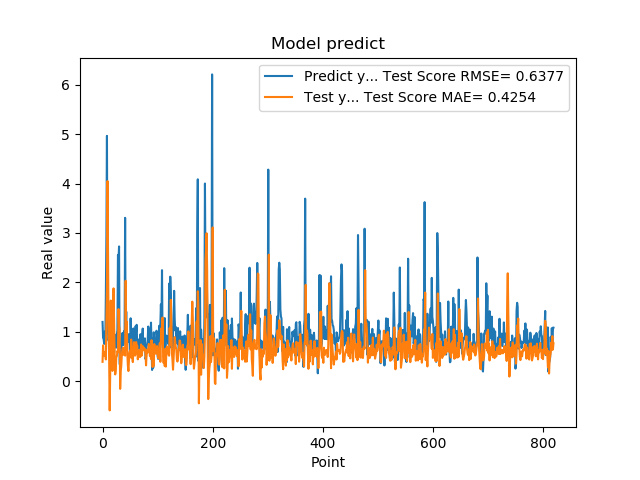 Model predict
Predict y... Test Score RMSE= 0.6377
Test y... Test Score MAE= 0.4254
Real value
6
5
4
3
2
1
0
0 200 400 600 800
Point